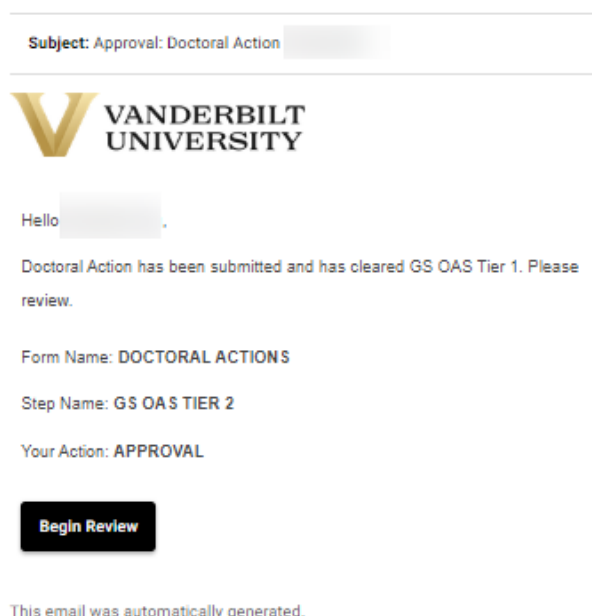 Subject: Approval: Doctoral Action
VANDERBILT
UNIVERSITY
Hello ,
Doctoral Action has been submitted and has cleared GS OAS Tier 1. Please
review.
Form Name: DOCTORAL ACTIONS
Step Name: GS OAS TIER 2
Your Action: APPROVAL
Begin Review
This email was automatically generated.